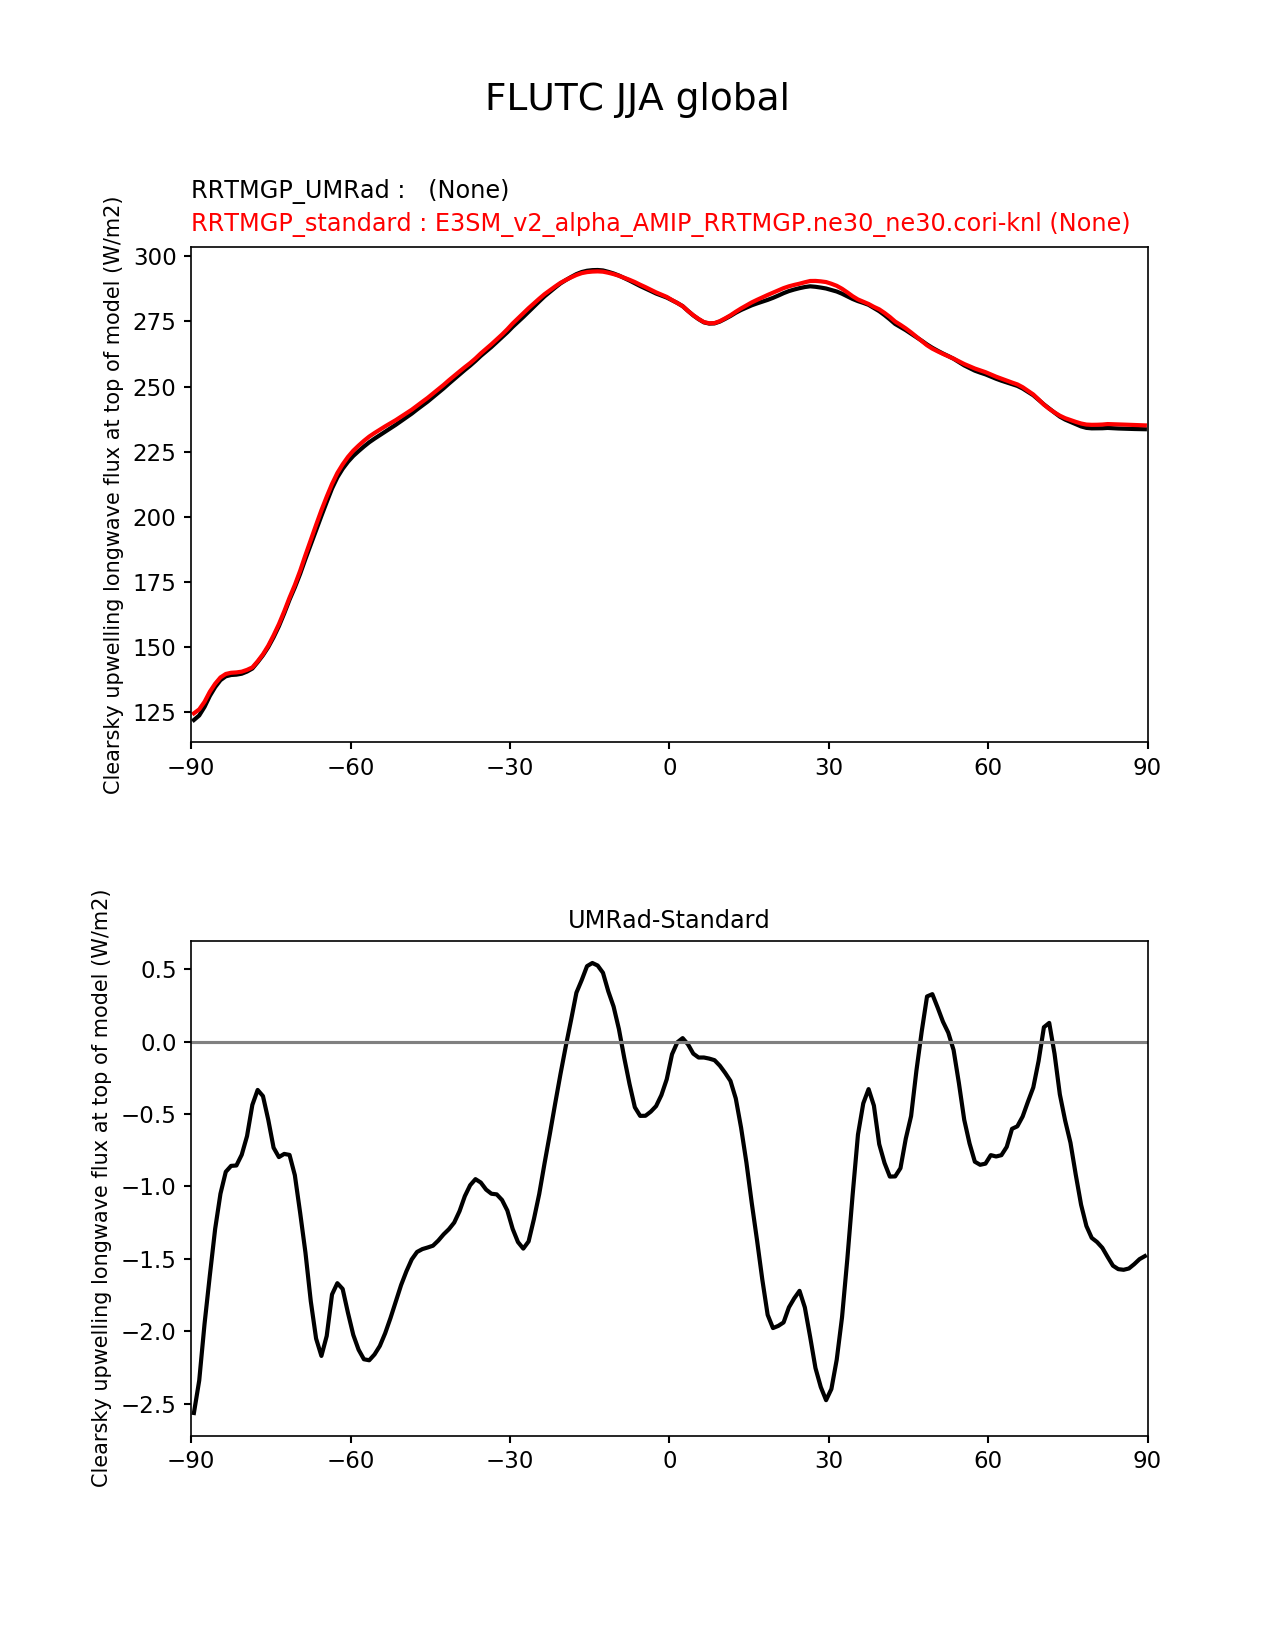 FLUTC JJA global
RRTMGP_UMRad :   (None)
RRTMGP_standard : E3SM_v2_alpha_AMIP_RRTMGP.ne30_ne30.cori-knl (None)
Clearsky upwelling longwave flux at top of model (W/m2)
300
275
250
225
200
175
150
125
−90 −60 −30 0 30 60 90
UMRad-Standard
Clearsky upwelling longwave flux at top of model (W/m2)
0.5
0.0
−0.5
−1.0
−1.5
−2.0
−2.5
−90 −60 −30 0 30 60 90